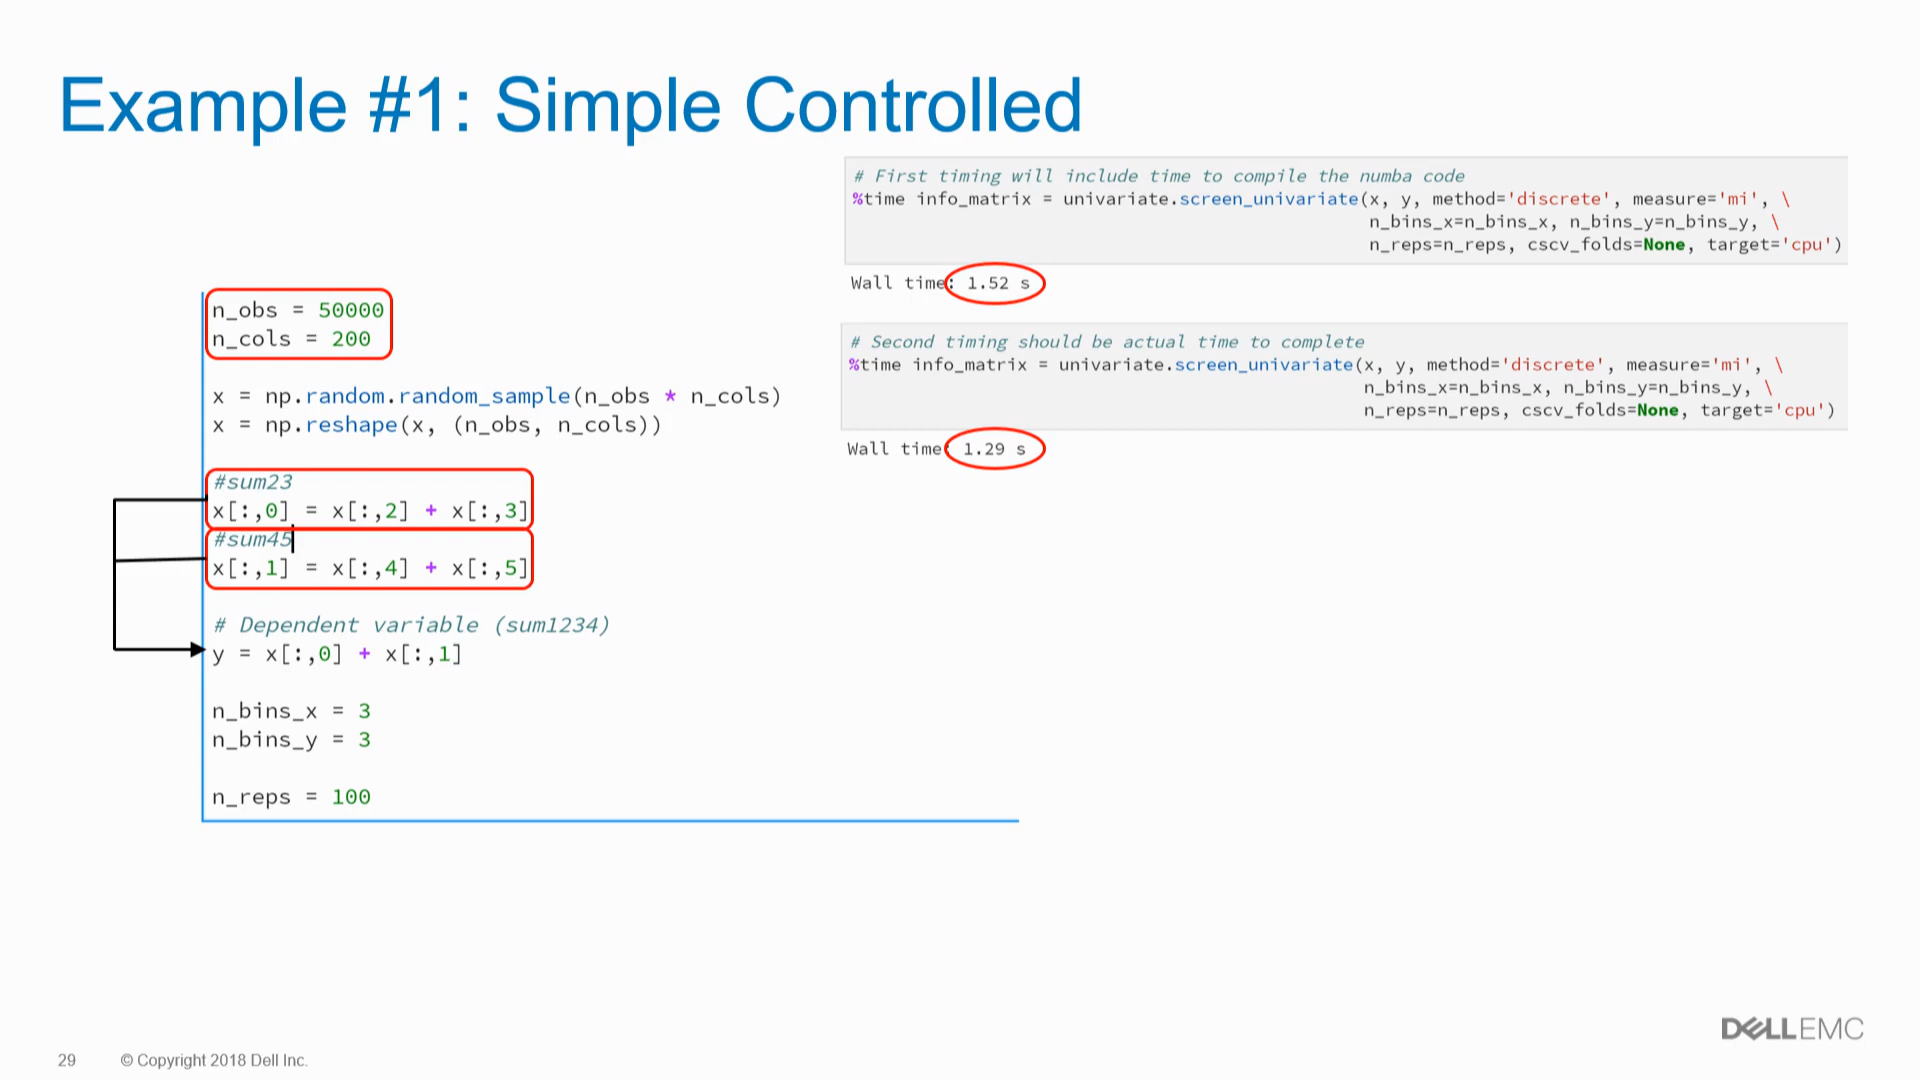 Example #1: Simple Controlled
n_obs = 50000
n_cols = 200
x = np.random.random_sample(n_obs * n_cols)
x = np.reshape(x, (n_obs, n_cols))
#sum23
x[:,0] = x[:,2] + x[:,3]
#sum45
x[:,1] = x[:,4] + x[:,5]
# Dependent variable (sum1234)
y = x[:,0] + x[:,1]
n_bins_x = 3
n_bins_y = 3
n_reps = 100
# First timing will include time to compile the numba code
%time info_matrix = univariate.screen_univariate(x, y, method='discrete', measure='mi', \
n_bins_x=n_bins_x, n_bins_y=n_bins_y, \
n_reps=n_reps, cscv_folds=None, target='cpu')
Wall time: 1.52 s
# Second timing should be actual time to complete
%time info_matrix = univariate.screen_univariate(x, y, method='discrete', measure='mi', \
n_bins_x=n_bins_x, n_bins_y=n_bins_y, \
n_reps=n_reps, cscv_folds=None, target='cpu')
Wall time: 1.29 s
29
© Copyright 2018 Dell Inc.
DELLEMC